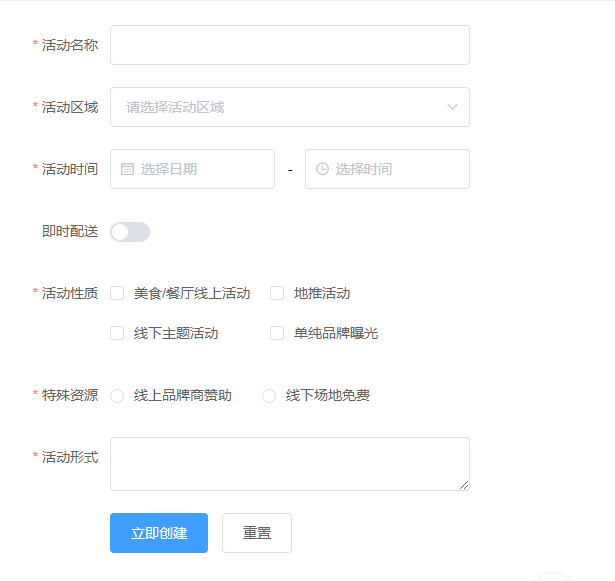 * 活动名称
* 活动区域 请选择活动区域
* 活动时间 选择日期 - 选择时间
即时配送
* 活动性质 美食/餐厅线上活动 地推活动
线下主题活动 单纯品牌曝光
* 特殊资源 线上品牌商赞助 线下场地免费
* 活动形式
立即创建 重置